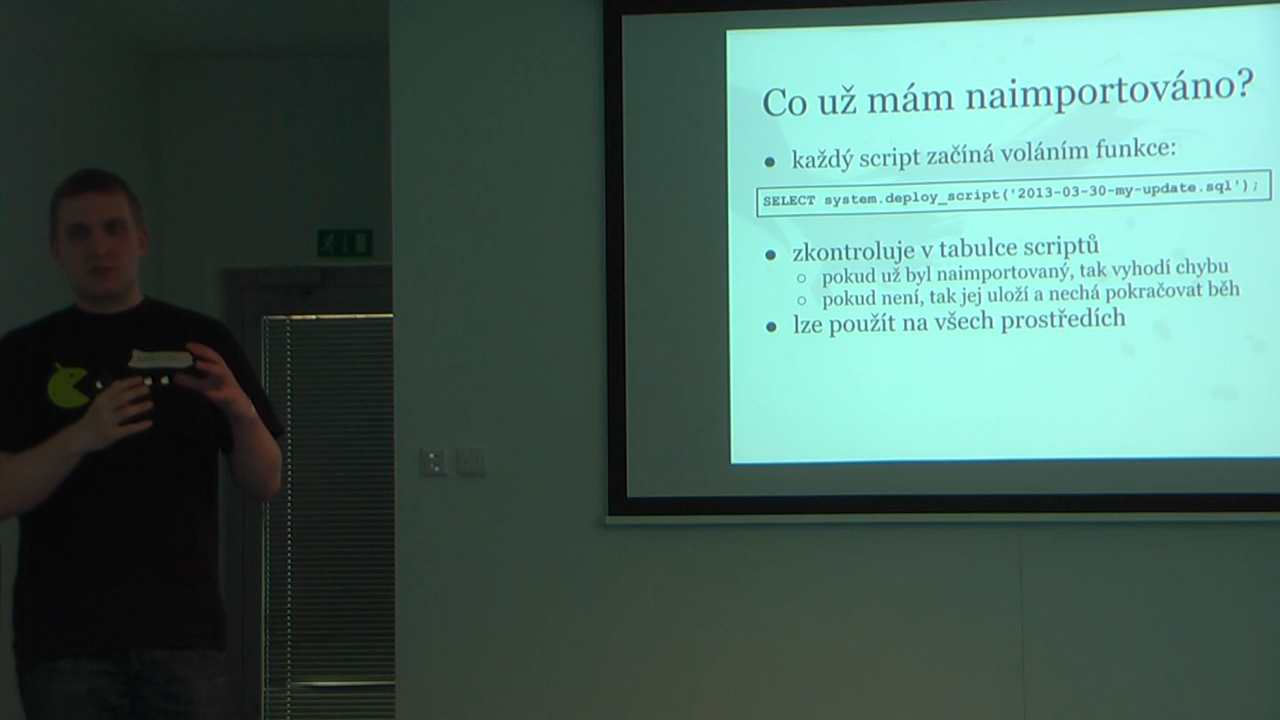 Co už mám naimportováno?
● každý script začíná voláním funkce:
SELECT system.deploy_script('2013-03-30-my-update.sql');
● zkontroluje v tabulce scriptů
○ pokud už byl naimportovaný, tak vyhodí chybu
○ pokud není, tak jej uloží a nechá pokračovat běh
● lze použít na všech prostředích